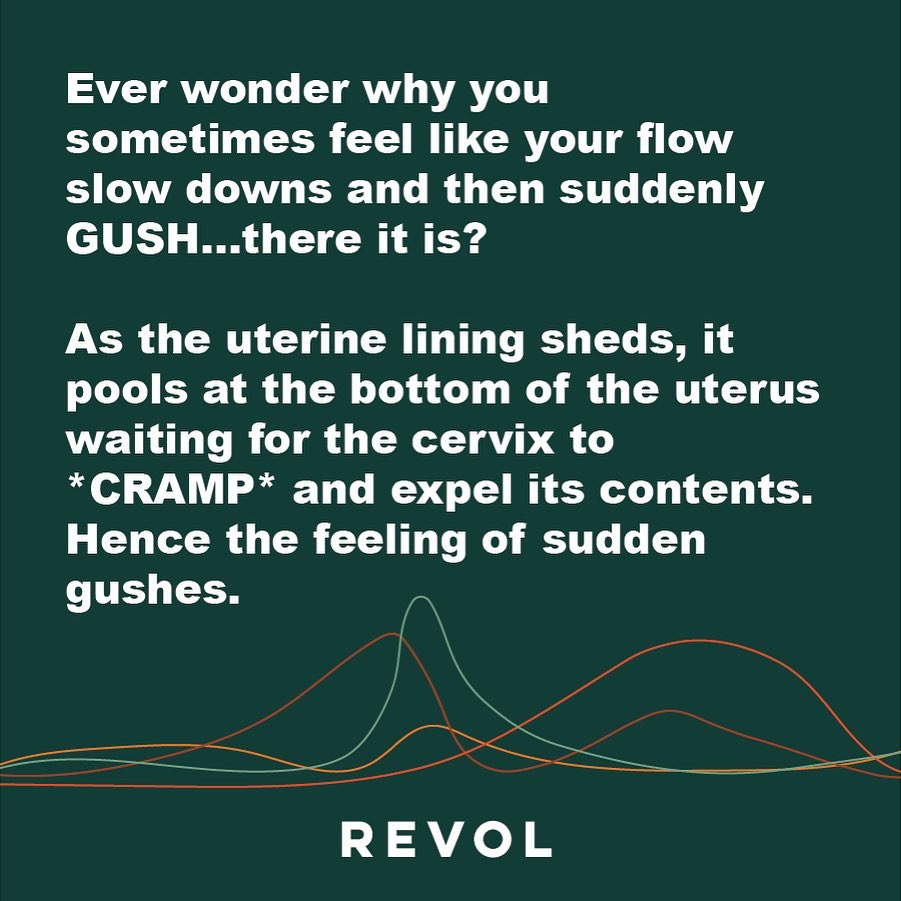 Ever wonder why you
sometimes feel like your flow
slow downs and then suddenly
GUSH...there it is?
As the uterine lining sheds, it
pools at the bottom of the uterus
waiting for the cervix to
*CRAMP* and expel its contents.
Hence the feeling of sudden
gushes.
REVOL